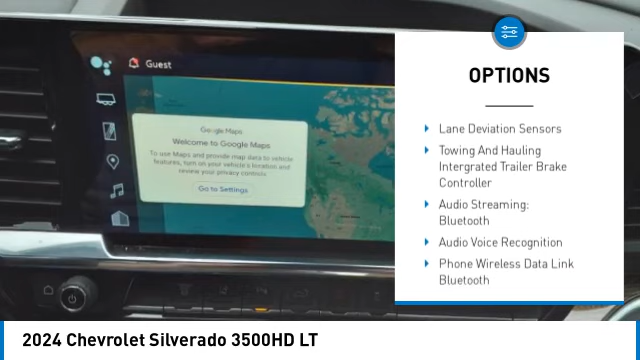 Guest
Google Maps
Welcome to Google Maps
To use Maps and provide map data to vehicle
features, turn on your vehicle's location and
review your privacy controls
Go to Settings
OPTIONS
Lane Deviation Sensors
Towing And Hauling
Intergrated Trailer Brake
Controller
Audio Streaming:
Bluetooth
Audio Voice Recognition
Phone Wireless Data Link
Bluetooth
2024 Chevrolet Silverado 3500HD LT